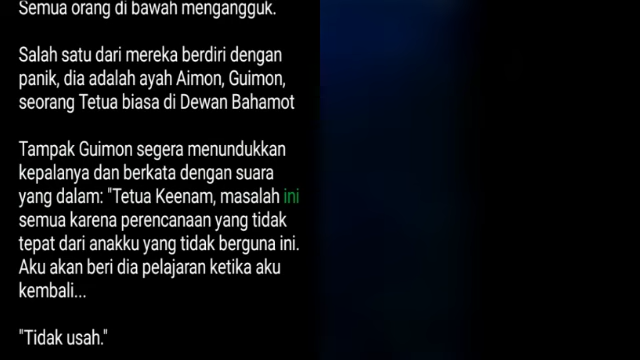 Semua orang di bawah mengangguk.
Salah satu dari mereka berdiri dengan
panik, dia adalah ayah Aimon, Guimon,
seorang Tetua biasa di Dewan Bahamot
Tampak Guimon segera menundukkan
kepalanya dan berkata dengan suara
yang dalam: "Tetua Keenam, masalah ini
semua karena perencanaan yang tidak
tepat dari anakku yang tidak berguna ini.
Aku akan beri dia pelajaran ketika aku
kembali...
"Tidak usah."